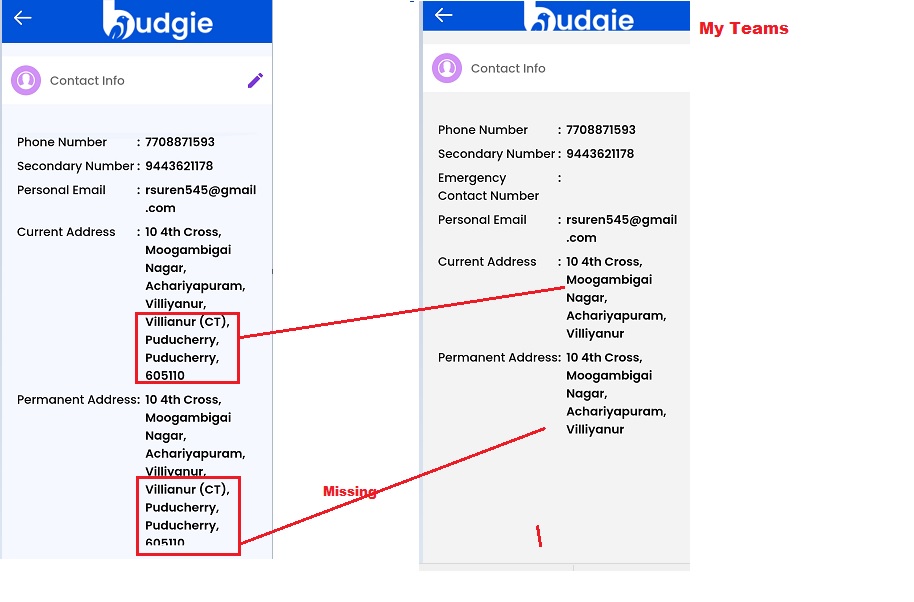 budgie
Contact Info
Phone Number : 7708871593
Secondary Number : 9443621178
Personal Email : rsuren545@gmail
.com
Current Address : 10 4th Cross,
Moogambigai
Nagar,
Achariyapuram,
Villiyanur,
Villianur (CT),
Puducherry,
Puducherry,
605110
Permanent Address: 10 4th Cross,
Moogambigai
Nagar,
Achariyapuram,
Villiyanur,
Villianur (CT),
Puducherry,
Puducherry,
605110
Missing
budgie
My Teams
Contact Info
Phone Number : 7708871593
Secondary Number : 9443621178
Emergency :
Contact Number
Personal Email : rsuren545@gmail
.com
Current Address : 10 4th Cross,
Moogambigai
Nagar,
Achariyapuram,
Villiyanur
Permanent Address: 10 4th Cross,
Moogambigai
Nagar,
Achariyapuram,
Villiyanur